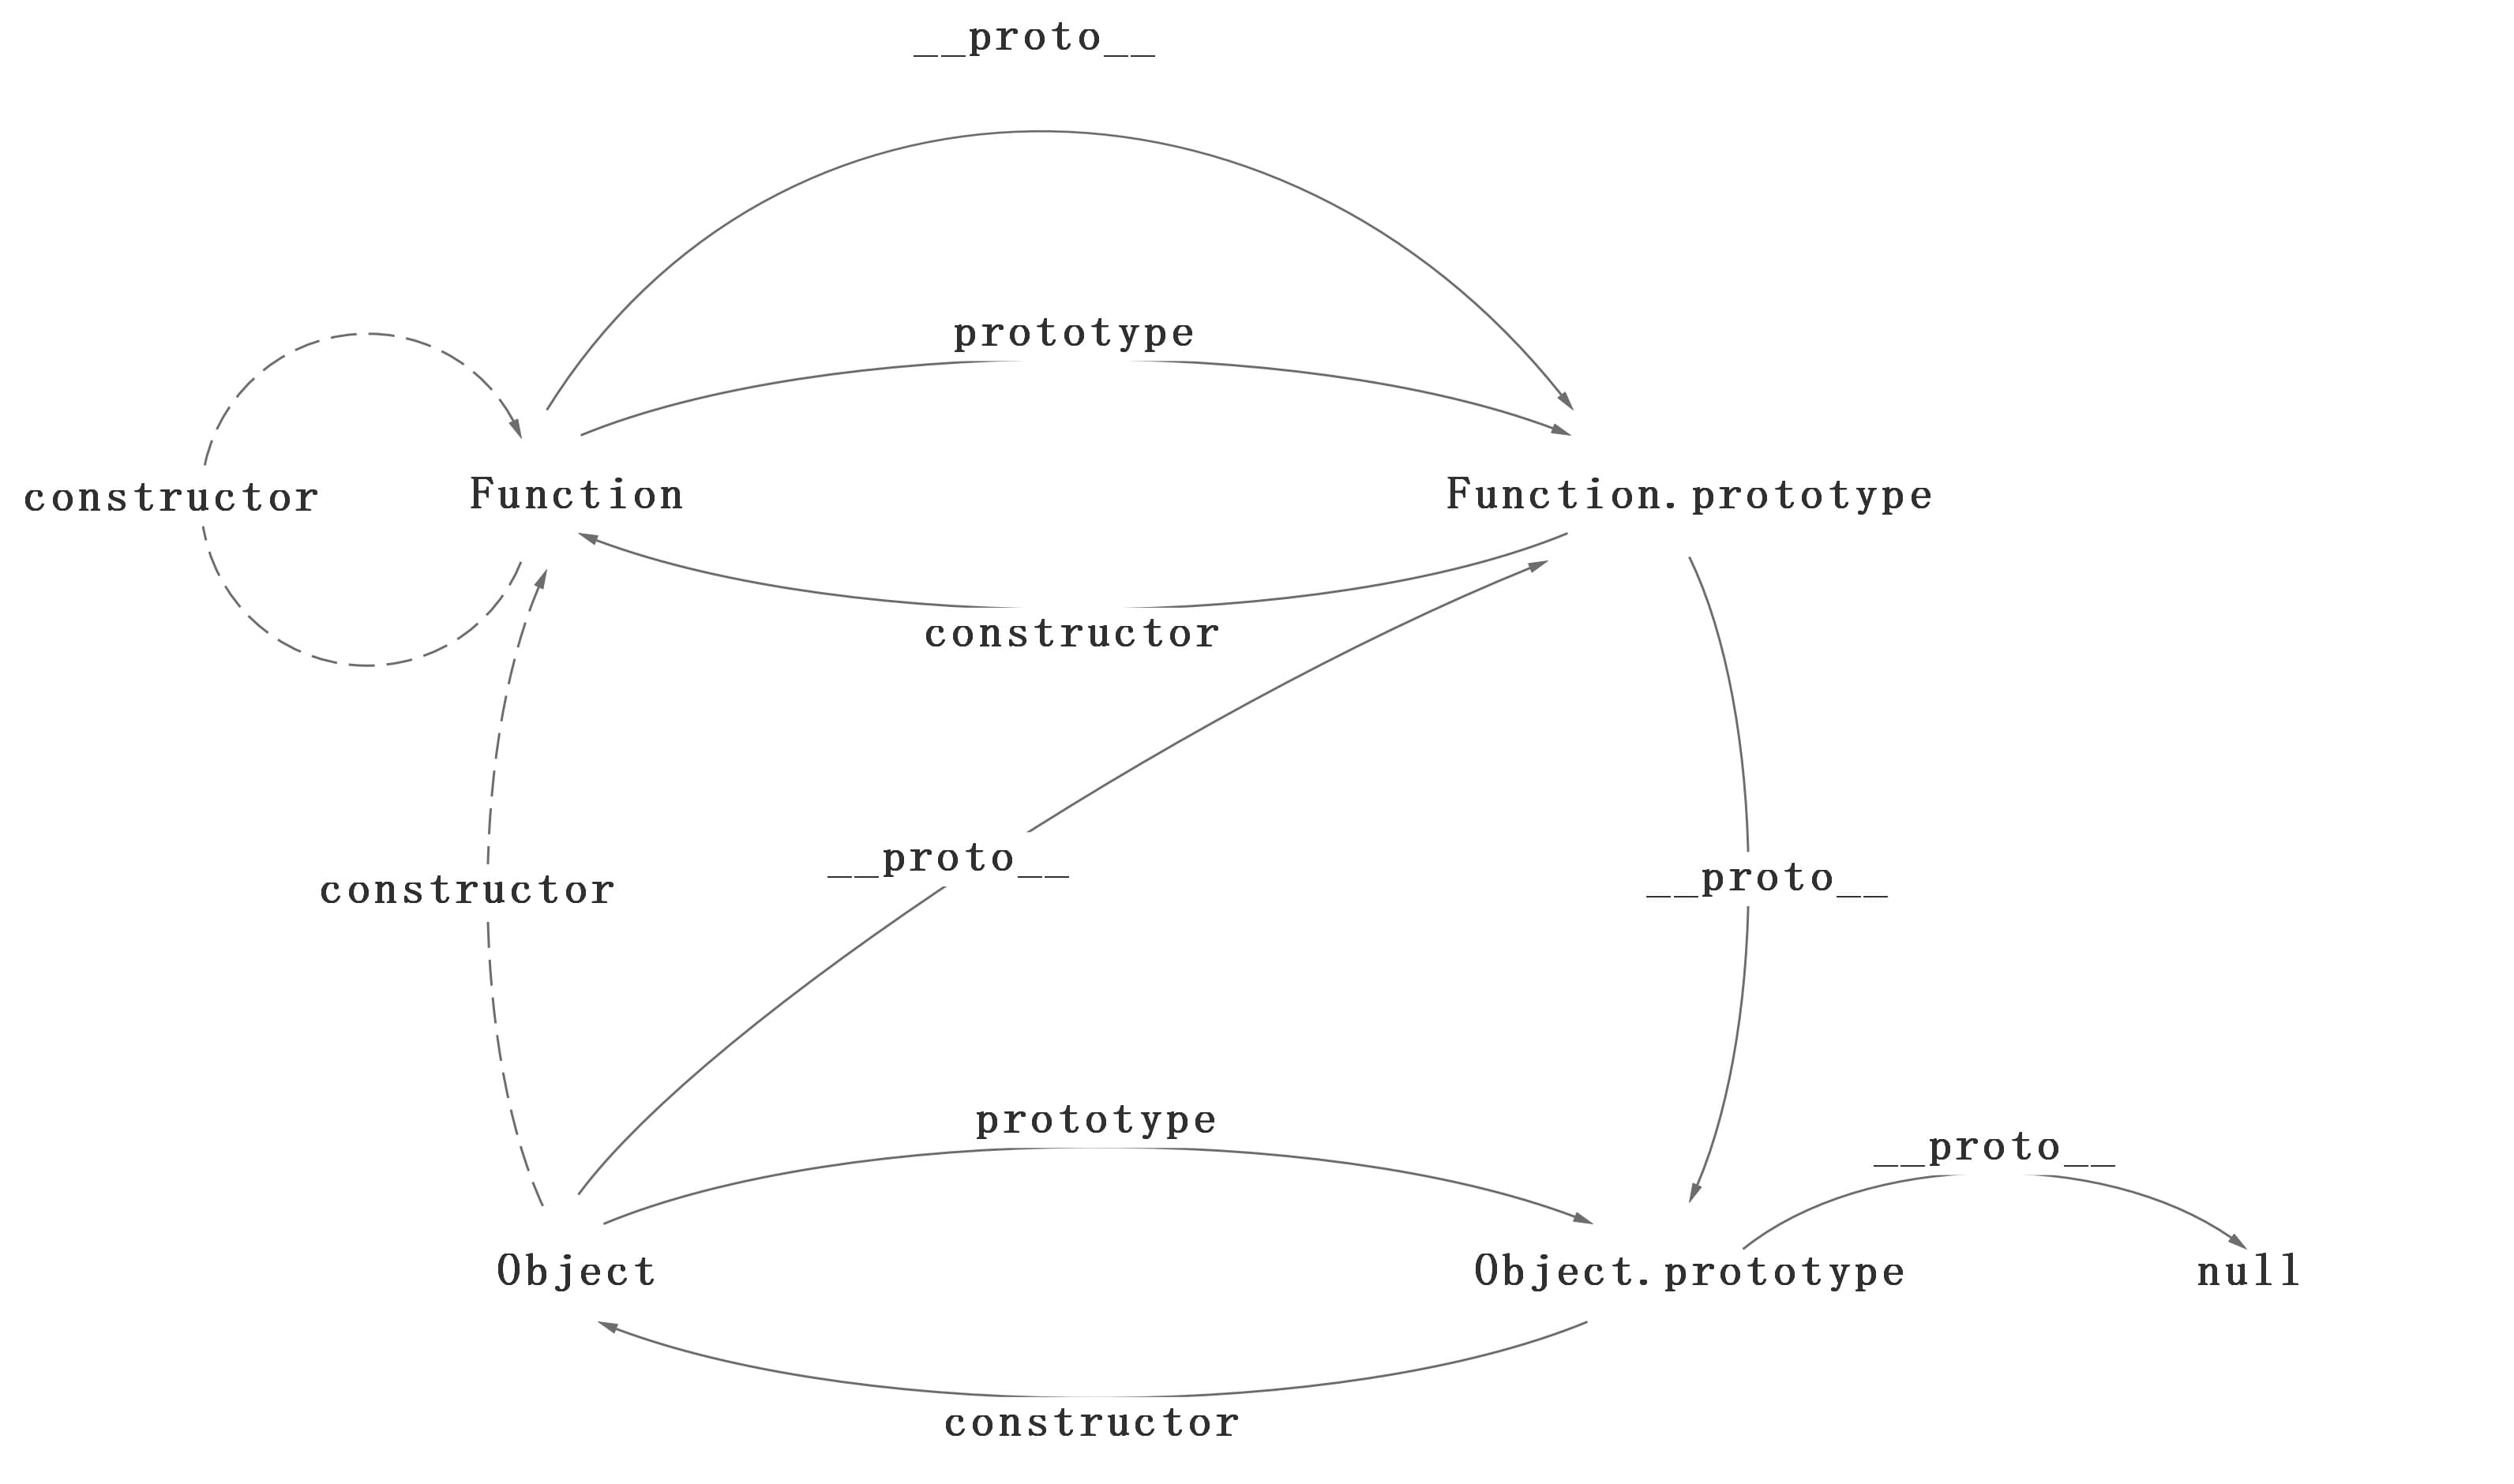 __proto__
prototype
constructor
Function
Function.prototype
constructor
__proto__
__proto__
constructor
prototype
__proto__
Object
Object.prototype
null
constructor